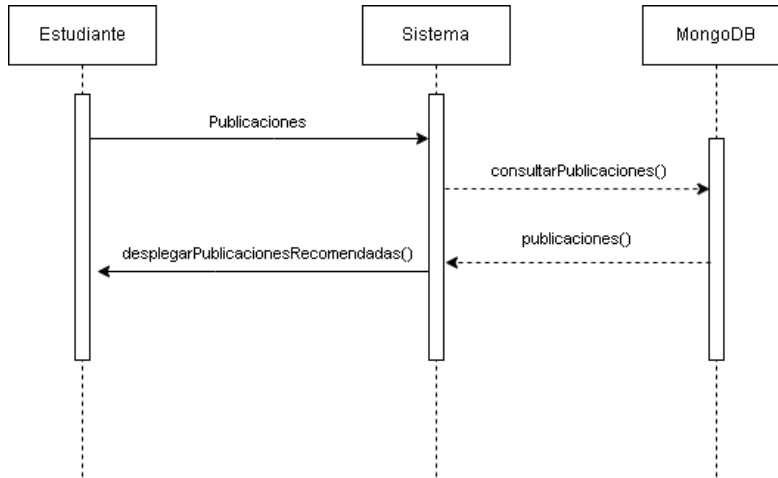 Estudiante
Sistema
MongoDB
Publicaciones
consultarPublicaciones()
publicaciones()
desplegarPublicacionesRecomendadas()